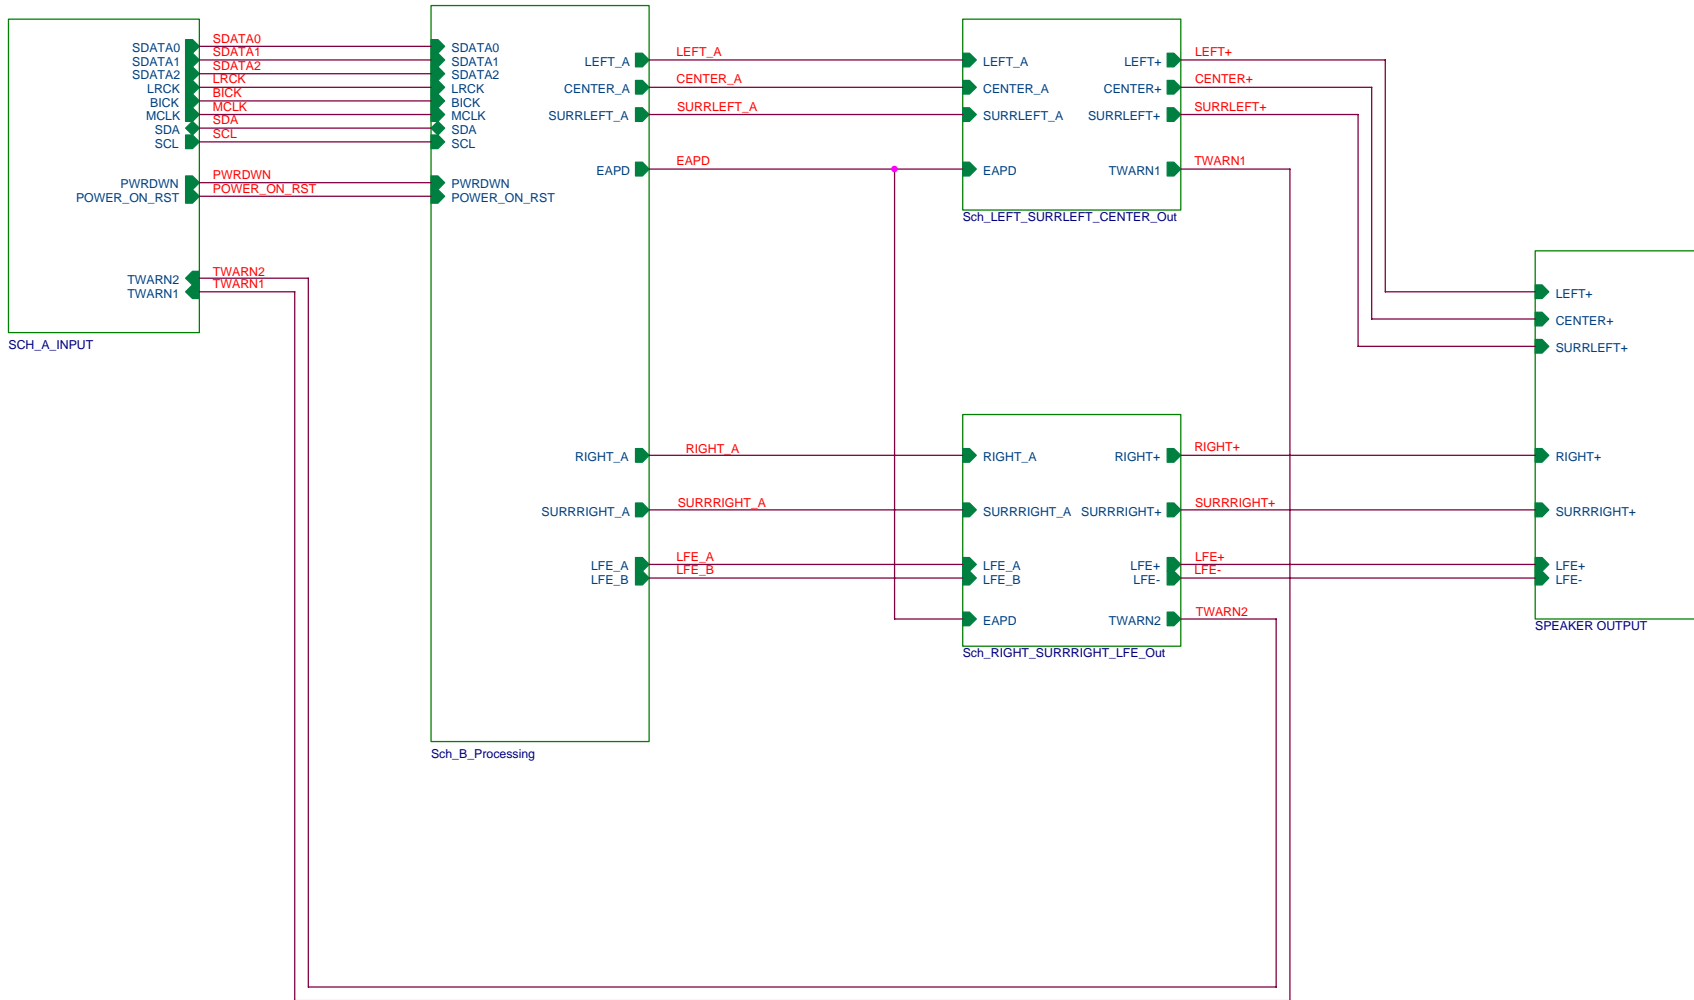 SDATA0
SDATA1
SDATA2
LRCK
BICK
MCLK
SDA
SCL
PWRDWN
POWER_ON_RST
TWARN2
TWARN1
SCH_A_INPUT
SDATA0
SDATA1
SDATA2
LRCK
BICK
MCLK
SDA
SCL
PWRDWN
POWER_ON_RST
TWARN2
TWARN1
SDATA0
SDATA1
SDATA2
LRCK
BICK
MCLK
SDA
SCL
PWRDWN
POWER_ON_RST
LEFT_A
CENTER_A
SURRLEFT_A
EAPD
RIGHT_A
SURRRIGHT_A
LFE_A
LFE_B
Sch_B_Processing
LEFT_A
CENTER_A
SURRLEFT_A
EAPD
RIGHT_A
SURRRIGHT_A
LFE_A
LFE_B
LEFT_A
CENTER_A
SURRLEFT_A
EAPD
LEFT+
CENTER+
SURRLEFT+
TWARN1
Sch_LEFT_SURRLEFT_CENTER_Out
LEFT+
CENTER+
SURRLEFT+
TWARN1
RIGHT_A
SURRRIGHT_A
LFE_A
LFE_B
EAPD
RIGHT+
SURRRIGHT+
LFE+
LFE-
TWARN2
Sch_RIGHT_SURRRIGHT_LFE_Out
RIGHT+
SURRRIGHT+
LFE+
LFE-
TWARN2
LEFT+
CENTER+
SURRLEFT+
RIGHT+
SURRRIGHT+
LFE+
LFE-
SPEAKER OUTPUT